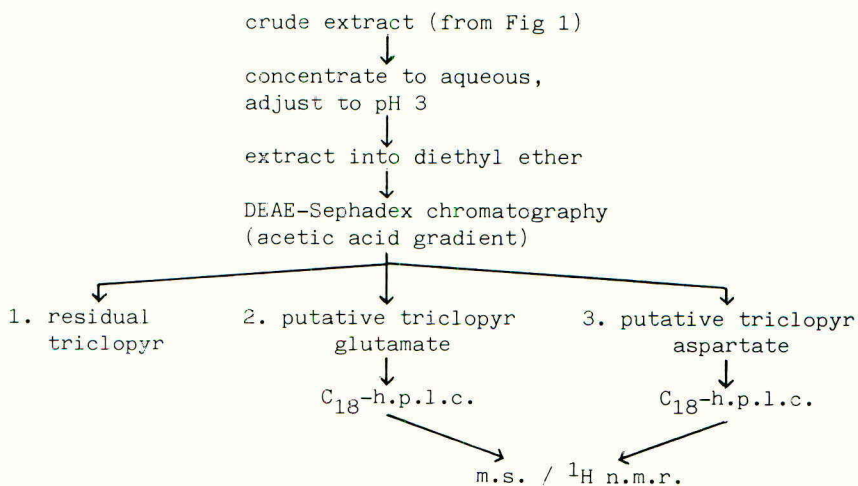 crude extract (from Fig 1)
concentrate to aqueous,
adjust to pH 3
extract into diethyl ether
DEAE-Sephadex chromatography
(acetic acid gradient)
1. residual
triclopyr
2. putative triclopyr
glutamate
3. putative triclopyr
aspartate
C18-h.p.l.c.
C18-h.p.l.c.
m.s. / 1H n.m.r.